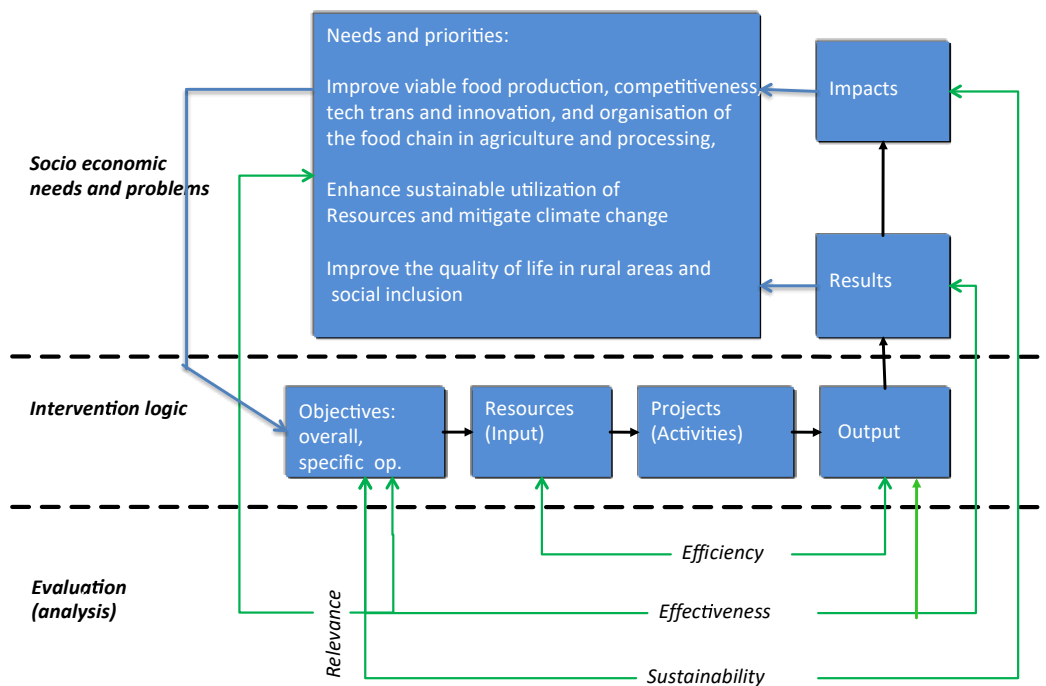 Needs and priorities:
Improve viable food production, competitiveness,
tech trans and innovation, and organisation of
the food chain in agriculture and processing,
Enhance sustainable utilization of
Resources and mitigate climate change
Improve the quality of life in rural areas and
social inclusion
Impacts
Results
Socio economic
needs and problems
Intervention logic
Objectives:
overall,
specific op.
Resources
(Input)
Projects
(Activities)
Output
Evaluation
(analysis)
Relevance
Efficiency
Effectiveness
Sustainability